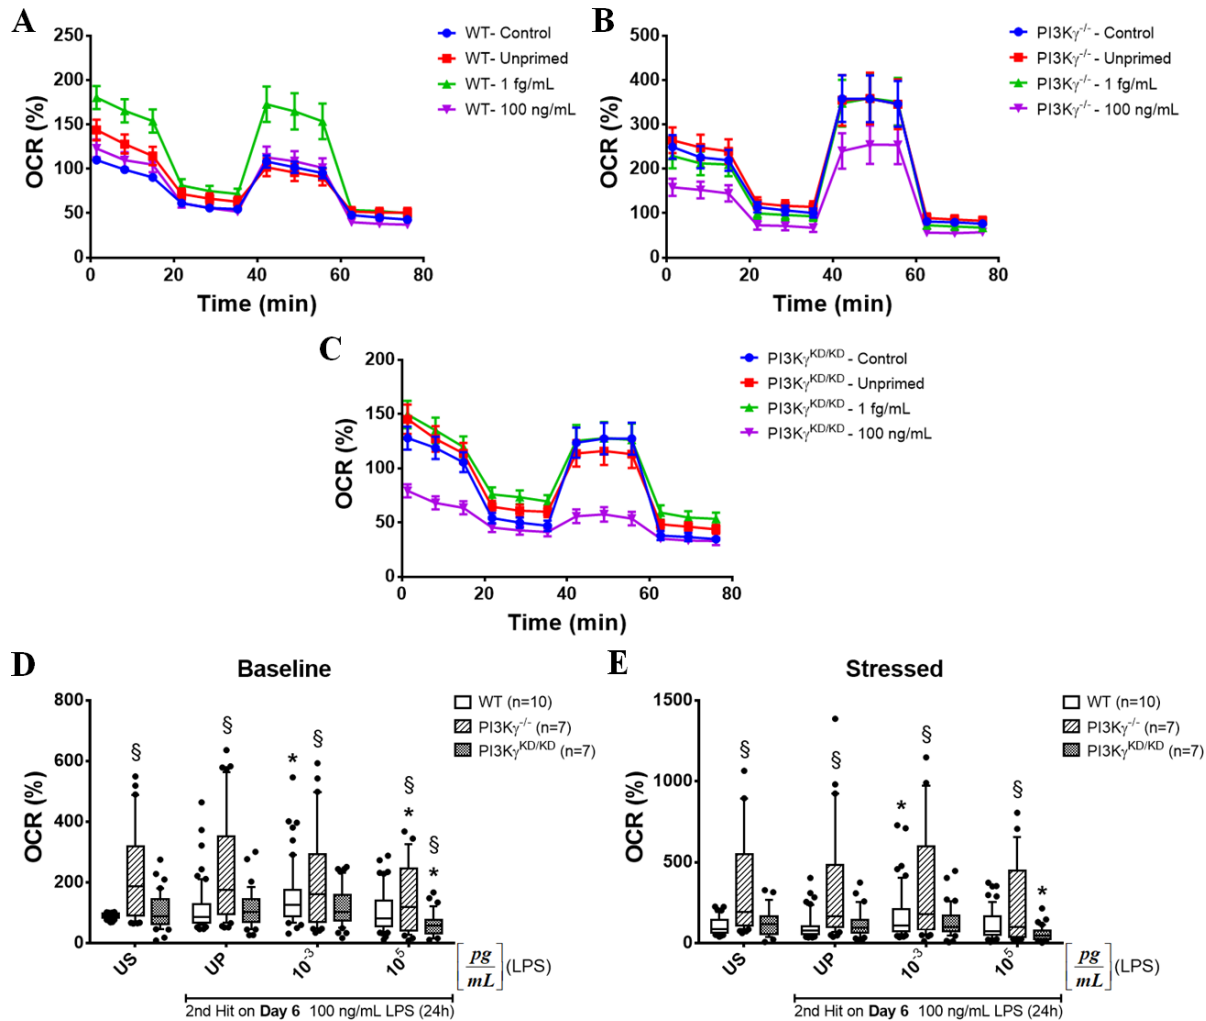 A
250
200
150
100
50
0
OCR (%)
0 20 40 60 80
Time (min)
WT- Control
WT- Unprimed
WT- 1 fg/mL
WT- 100 ng/mL
B
500
400
300
200
100
0
OCR (%)
0 20 40 60 80
Time (min)
PI3Kγ-/- - Control
PI3Kγ-/- - Unprimed
PI3Kγ-/- - 1 fg/mL
PI3Kγ-/- - 100 ng/mL
C
200
150
100
50
0
OCR (%)
0 20 40 60 80
Time (min)
PI3KγKD/KD - Control
PI3KγKD/KD - Unprimed
PI3KγKD/KD - 1 fg/mL
PI3KγKD/KD - 100 ng/mL
D
Baseline
800
600
400
200
0
OCR (%)
§ § * § § * § *
WT (n=10)
PI3Kγ-/- (n=7)
PI3KγKD/KD (n=7)
US UP 10-3 105
[pg/mL] (LPS)
2nd Hit on Day 6 100 ng/mL LPS (24h)
E
Stressed
1500
1000
500
0
OCR (%)
§ § * § § *
WT (n=10)
PI3Kγ-/- (n=7)
PI3KγKD/KD (n=7)
US UP 10-3 105
[pg/mL] (LPS)
2nd Hit on Day 6 100 ng/mL LPS (24h)